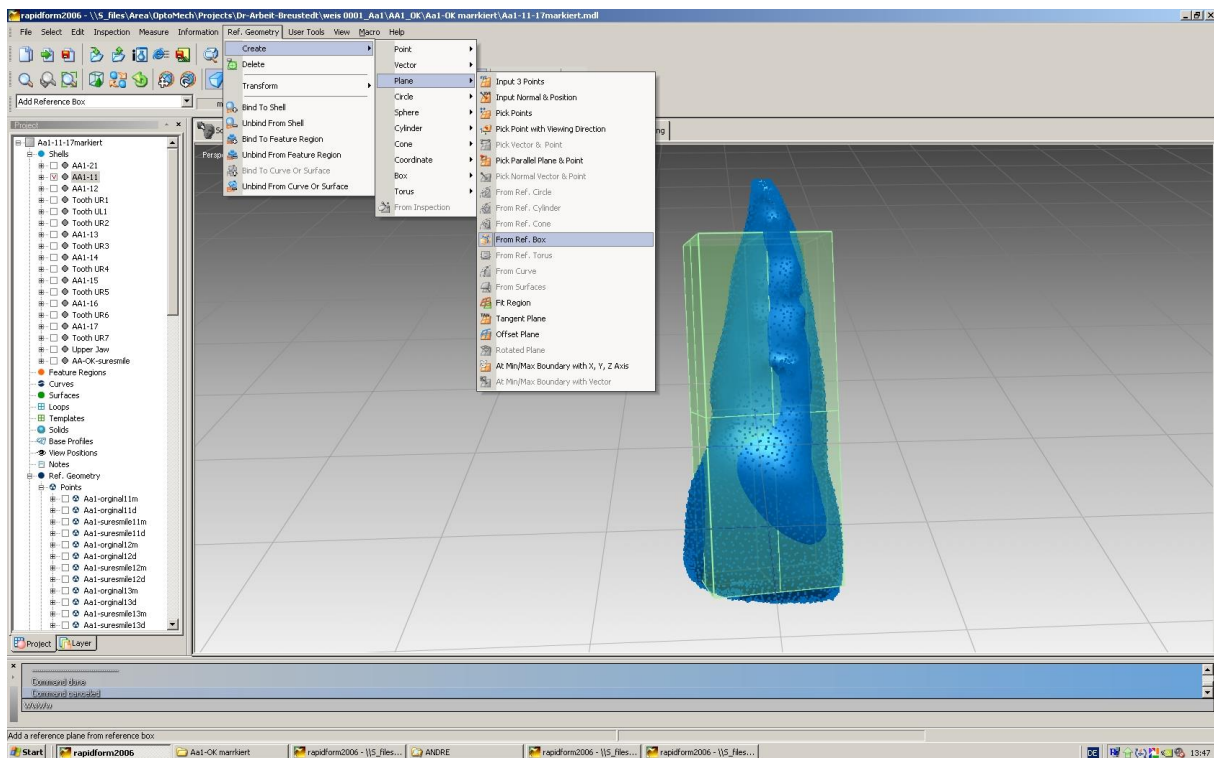 rapidform2006 - \\S_files\Area\OptoMech\Projects\Dr-Arbeit-Breustedt\weis 0001_Aa1\AA1_OK\Aa1-OK marrkiert\Aa1-11-17markiert.mdl
File Select Edit Inspection Measure Information Ref. Geometry User Tools View Macro Help
Add Reference Box
Create
Delete
Transform
Bind To Shell
Unbind From Shell
Bind To Feature Region
Unbind From Feature Region
Bind To Curve Or Surface
Unbind From Curve Or Surface
Point
Vector
Plane
Circle
Sphere
Cylinder
Cone
Coordinate
Box
Torus
From Inspection
Input 3 Points
Input Normal & Position
Pick Points
Pick Point with Viewing Direction
Pick Vector & Point
Pick Parallel Plane & Point
Pick Normal Vector & Point
From Ref. Circle
From Ref. Cylinder
From Ref. Cone
From Ref. Box
From Ref. Torus
From Curve
From Surfaces
Fit Region
Tangent Plane
Offset Plane
Rotated Plane
At Min/Max Boundary with X, Y, Z Axis
At Min/Max Boundary with Vector
Project
Aa1-11-17markiert
Shells
AA1-21
AA1-11
AA1-12
Tooth UR1
Tooth UL1
Tooth UR2
AA1-13
Tooth UR3
AA1-14
Tooth UR4
AA1-15
Tooth UR5
AA1-16
Tooth UR6
AA1-17
Tooth UR7
Upper Jaw
AA-OK-suresmile
Feature Regions
Curves
Surfaces
Loops
Templates
Solids
Base Profiles
View Positions
Notes
Ref. Geometry
Points
Aa1-orginal11m
Aa1-orginal11d
Aa1-suresmile11m
Aa1-suresmile11d
Aa1-orginal12m
Aa1-orginal12d
Aa1-suresmile12m
Aa1-suresmile12d
Aa1-orginal13m
Aa1-orginal13d
Aa1-suresmile13m
Aa1-suresmile13d
Project Layer
Command done
Command canceled
Add a reference plane from reference box
Start rapidform2006 Aa1-OK marrkiert rapidform2006 - \\S_files... ANDRE rapidform2006 - \\S_files... rapidform2006 - \\S_files... DE 13:47